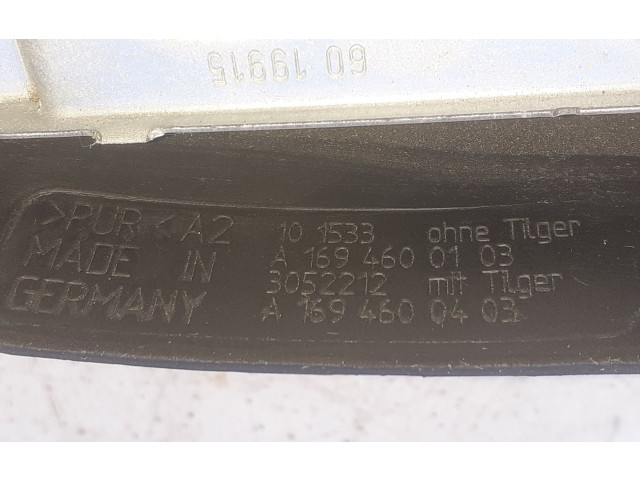 60 19915
>PUR< A2
MADE IN
GERMANY
10 1533 ohne Tilger
A 169 460 01 03
3052212 mit Tilger
A 169 460 04 03